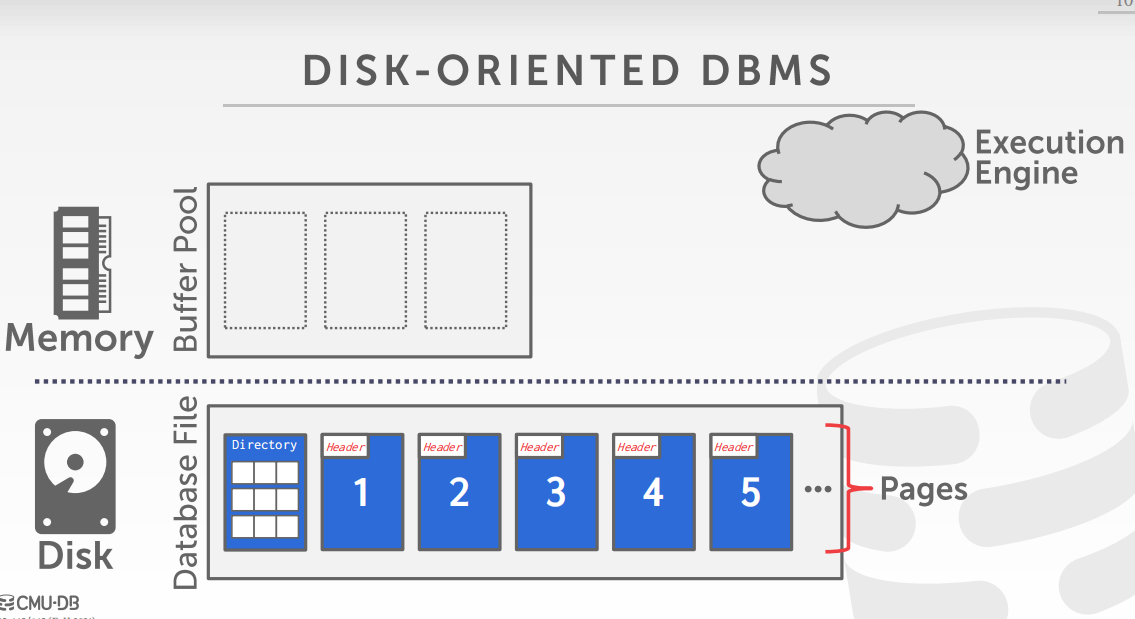 10
DISK-ORIENTED DBMS
Execution
Engine
Buffer Pool
Memory
Database File
Directory
Header
Header
Header
Header
Header
1
2
3
4
5
...
Pages
Disk
CMU·DB